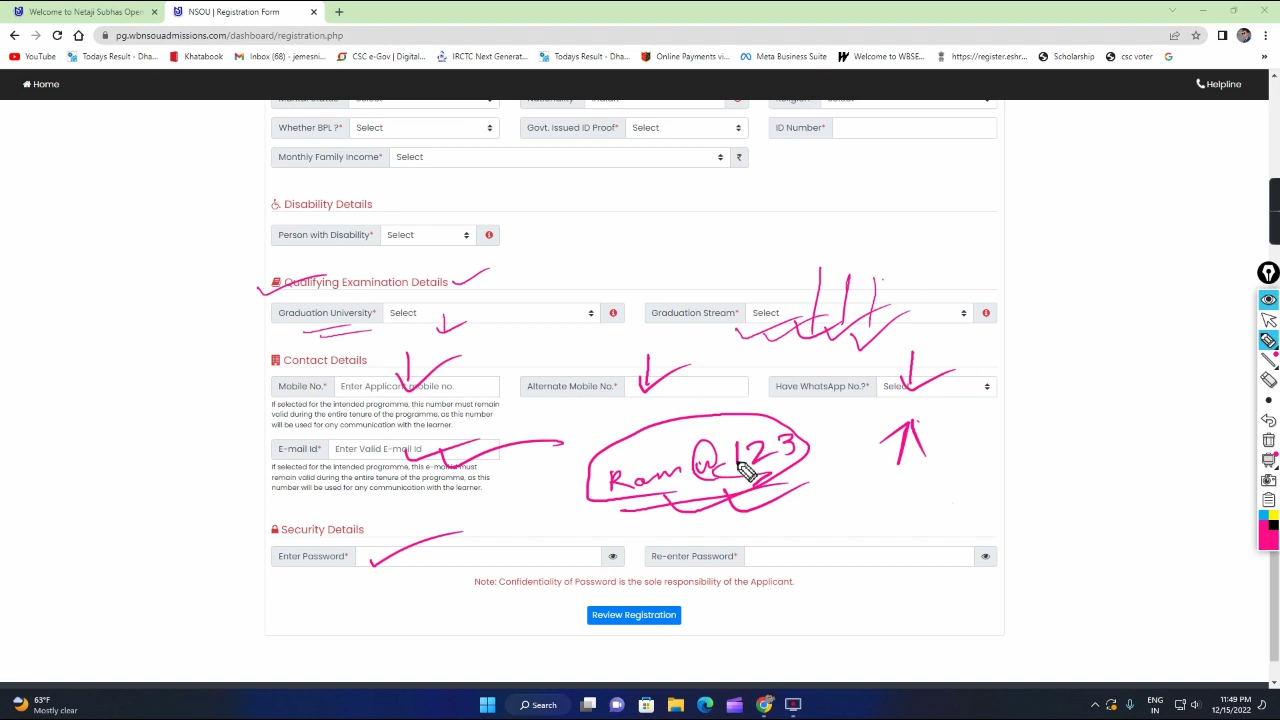 Welcome to Netaji Subhas Open
NSOU | Registration Form
pg.wbnsouadmissions.com/dashboard/registration.php
YouTube
Todays Result - Dha...
Khatabook
Inbox (68) - jemesni...
CSC e-Gov | Digital...
IRCTC Next Generat...
Todays Result - Dha...
Online Payments vi...
Meta Business Suite
Welcome to WBSE...
https://register.eshr...
Scholarship
csc voter
Home
Helpline
Marital Status* Select
Nationality* Indian
Religion* Select
Whether BPL ?* Select
Govt. Issued ID Proof* Select
ID Number*
Monthly Family Income* Select ₹
Disability Details
Person with Disability* Select
Qualifying Examination Details
Graduation University* Select
Graduation Stream* Select
Contact Details
Mobile No.* Enter Applicant mobile no.
Alternate Mobile No.*
Have WhatsApp No.?* Select
If selected for the intended programme, this number must remain
valid during the entire tenure of the programme, as this number
will be used for any communication with the learner.
E-mail Id* Enter Valid E-mail Id
Ram @ 123
If selected for the intended programme, this e-mail id must
remain valid during the entire tenure of the programme, as this
number will be used for any communication with the learner.
Security Details
Enter Password*
Re-enter Password*
Note: Confidentiality of Password is the sole responsibility of the Applicant.
Review Registration
63°F
Mostly clear
Search
ENG
IN
11:49 PM
12/15/2022